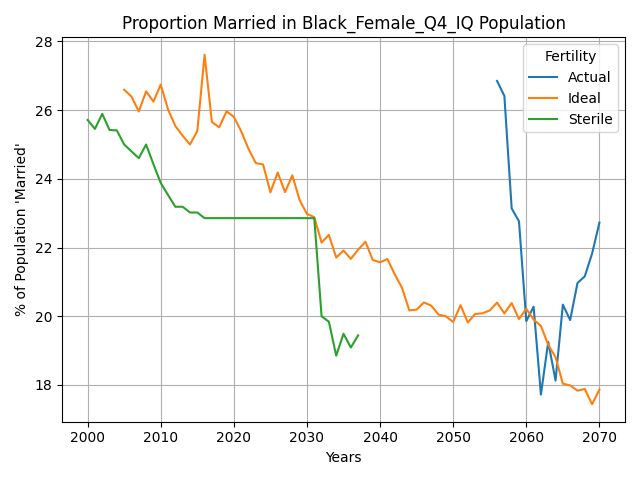 Proportion Married in Black_Female_Q4_IQ Population
% of Population 'Married'
28
26
24
22
20
18
Fertility
Actual
Ideal
Sterile
2000 2010 2020 2030 2040 2050 2060 2070
Years